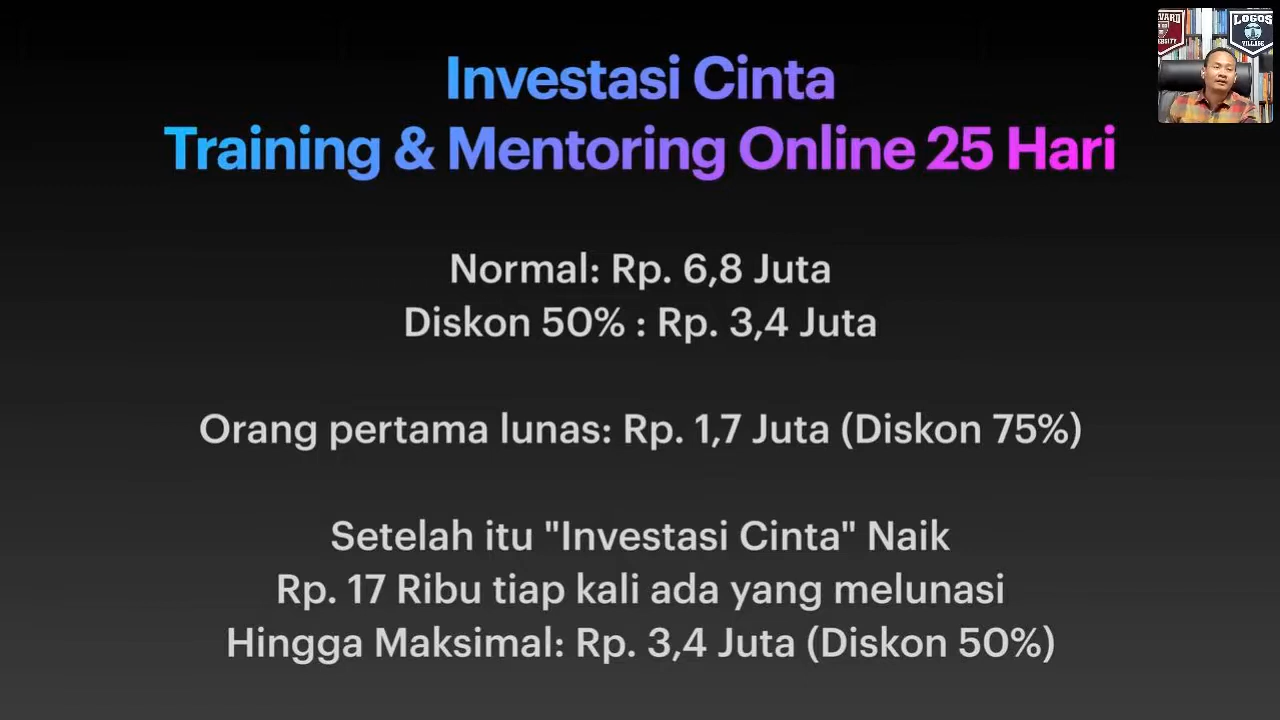 Investasi Cinta
Training & Mentoring Online 25 Hari
Normal: Rp. 6,8 Juta
Diskon 50% : Rp. 3,4 Juta
Orang pertama lunas: Rp. 1,7 Juta (Diskon 75%)
Setelah itu "Investasi Cinta" Naik
Rp. 17 Ribu tiap kali ada yang melunasi
Hingga Maksimal: Rp. 3,4 Juta (Diskon 50%)
LOGOS
VILLAGE